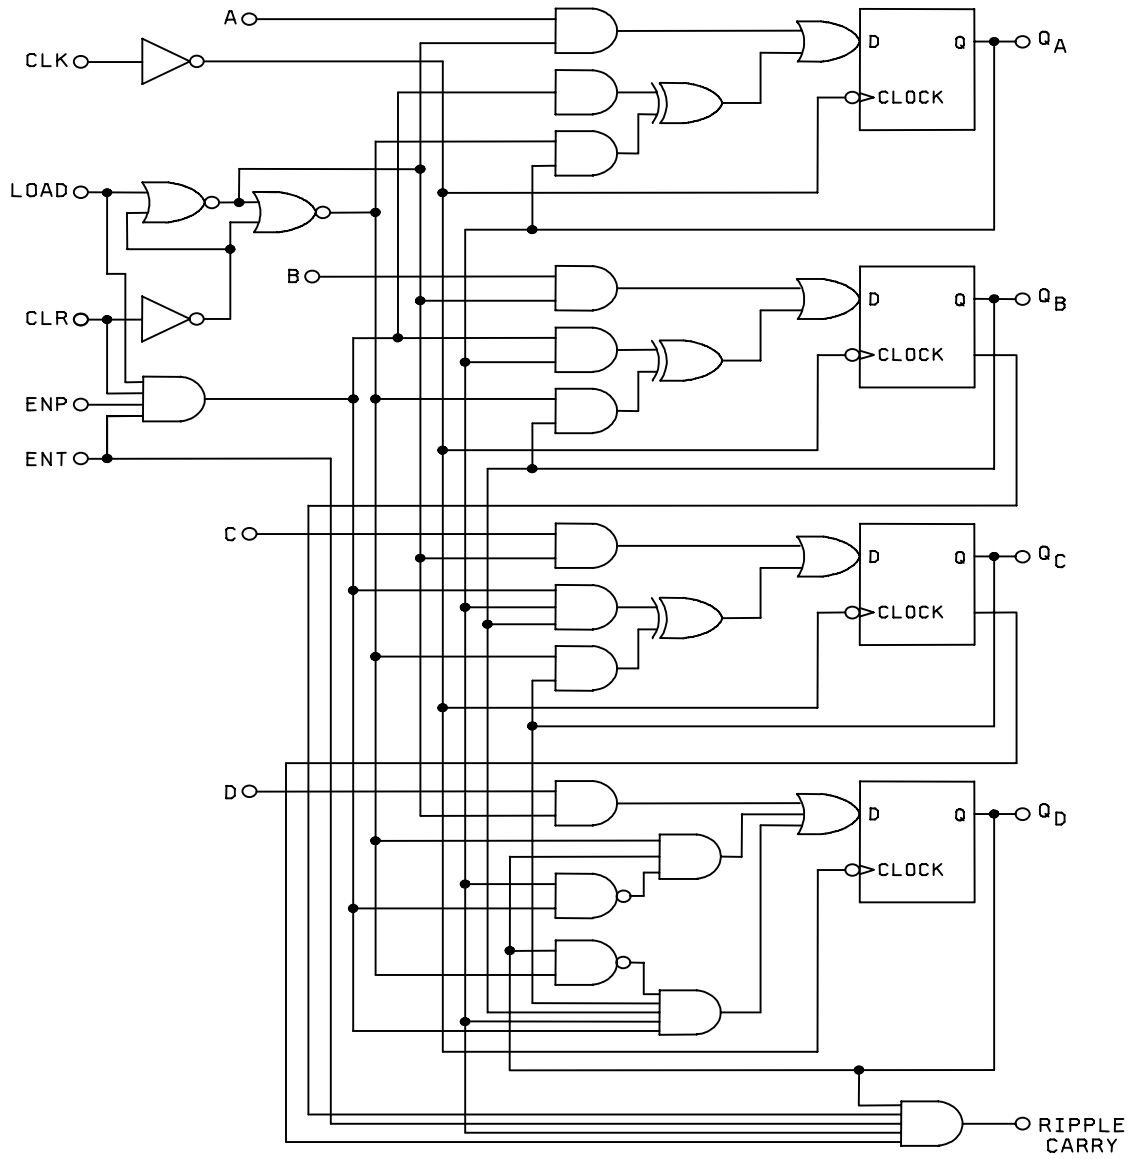 A
CLK
D Q
Q A
CLOCK
LOAD
B
D Q
Q B
CLR
CLOCK
ENP
ENT
C
D Q
Q C
CLOCK
D
D Q
Q D
CLOCK
RIPPLE
CARRY